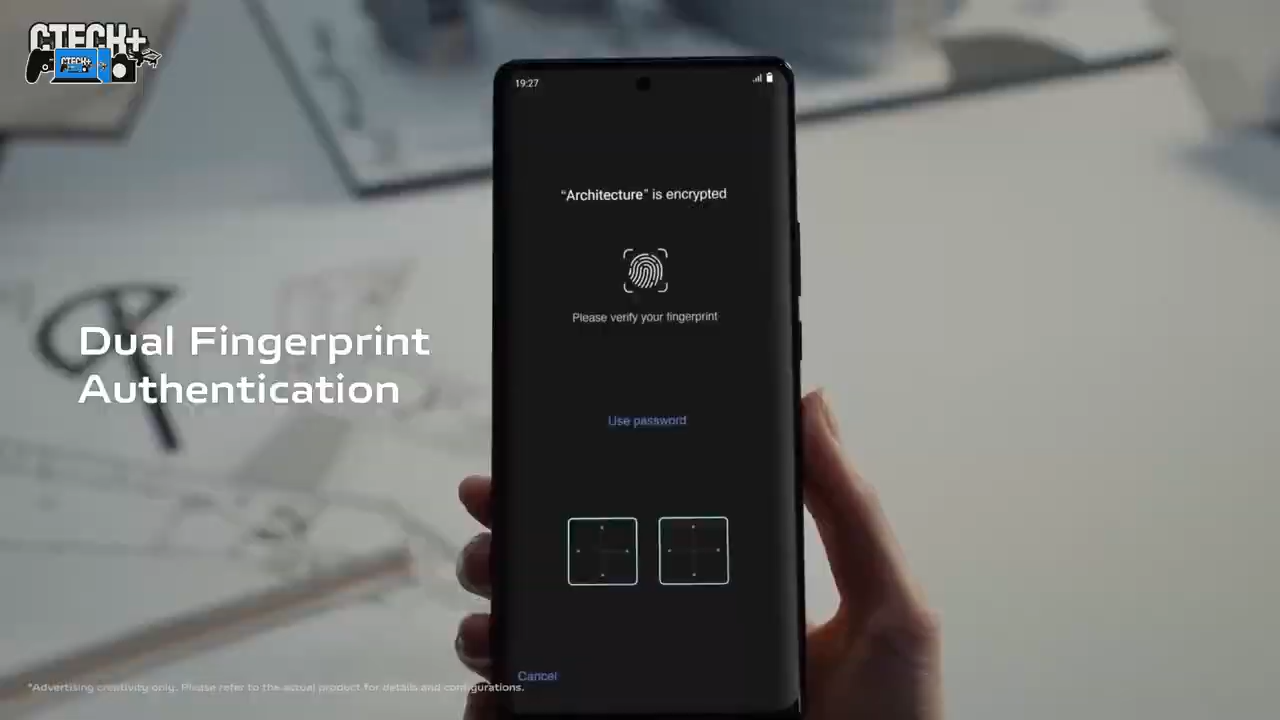 CTECH+
CTECH+
19:27
“Architecture” is encrypted
Please verify your fingerprint
Dual Fingerprint
Authentication
Use password
Cancel
*Advertising creativity only. Please refer to the actual product for details and configurations.